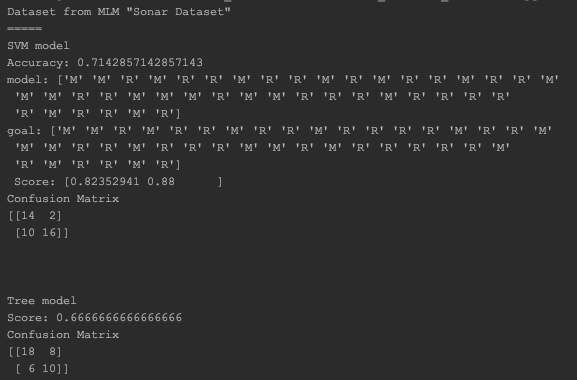 Dataset from MLM "Sonar Dataset"
=====
SVM model
Accuracy: 0.7142857142857143
model: ['M' 'M' 'R' 'M' 'R' 'M' 'R' 'R' 'R' 'M' 'M' 'R' 'R' 'M' 'R' 'R' 'M'
'M' 'M' 'R' 'R' 'M' 'M' 'M' 'R' 'M' 'M' 'R' 'R' 'R' 'M' 'R' 'R' 'R'
'R' 'M' 'R' 'R' 'M' 'R']
goal: ['M' 'M' 'R' 'M' 'R' 'R' 'M' 'R' 'R' 'M' 'R' 'R' 'R' 'M' 'R' 'R' 'M'
'M' 'M' 'R' 'M' 'R' 'R' 'R' 'M' 'M' 'R' 'M' 'R' 'R' 'R' 'R' 'R' 'M'
'R' 'M' 'R' 'R' 'M' 'R']
Score: [0.82352941 0.88 ]
Confusion Matrix
[[14 2]
[10 16]]
Tree model
Score: 0.6666666666666666
Confusion Matrix
[[18 8]
[ 6 10]]